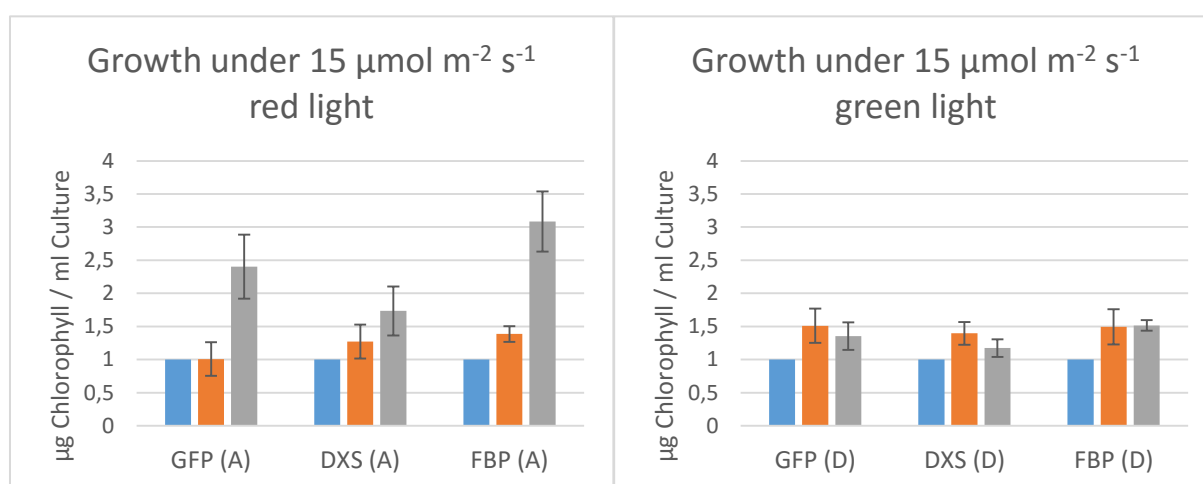 Growth under 15 µmol m-2 s-1
red light
µg Chlorophyll / ml Culture
4
3,5
3
2,5
2
1,5
1
0,5
0
GFP (A) DXS (A) FBP (A)
Growth under 15 µmol m-2 s-1
green light
µg Chlorophyll / ml Culture
4
3,5
3
2,5
2
1,5
1
0,5
0
GFP (D) DXS (D) FBP (D)